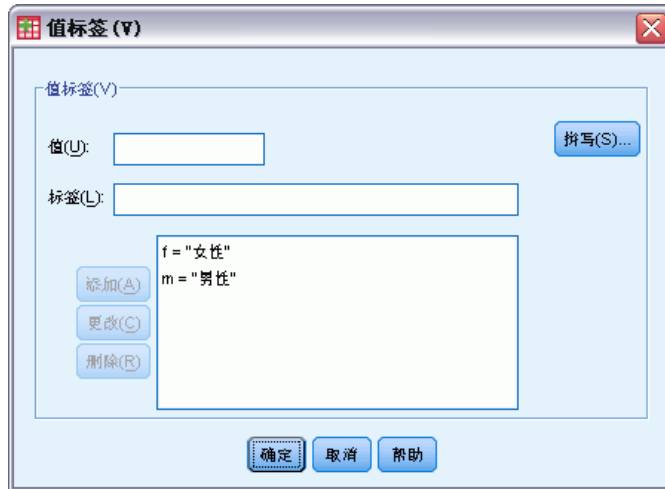 值标签(V)
值标签(V)
值(U):
拼写(S)...
标签(L):
f = "女性"
m = "男性"
添加(A)
更改(C)
删除(R)
确定
取消
帮助